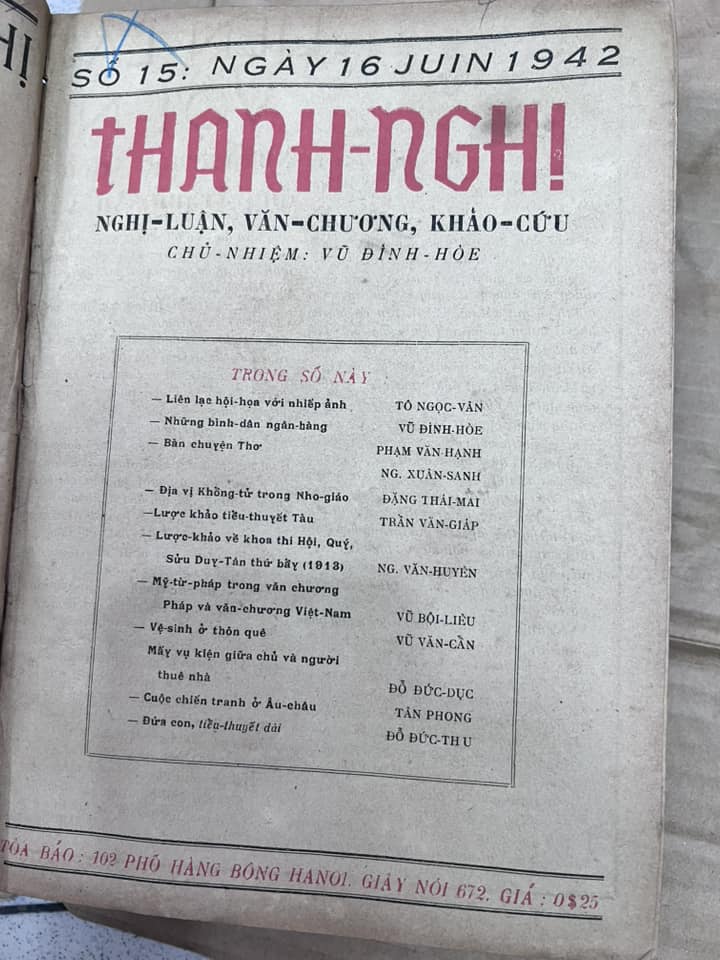 HỊ
SỐ 15: NGÀY 16 JUIN 1942
THANH-NGHỊ
NGHỊ-LUẬN, VĂN-CHƯƠNG, KHẢO-CỨU
CHỦ-NHIỆM: VŨ ĐÌNH-HÒE
TRONG SỐ NÀY
— Liên lạc hội-họa với nhiếp ảnh TÔ NGỌC-VÂN
— Những bình-dân ngân-hàng VŨ ĐÌNH-HÒE
— Bàn chuyện Thơ PHẠM VĂN HẠNH
NG. XUÂN-SANH
— Địa vị Khổng-tử trong Nho-giáo ĐẶNG THÁI-MAI
—Lược khảo tiểu-thuyết Tàu TRẦN VĂN-GIÁP
— Lược-khảo về khoa thi Hội, Quý,
Sửu Duy-Tân thứ bẩy (1913) NG. VĂN-HUYÊN
— Mỹ-từ-pháp trong văn chương
Pháp và văn-chương Việt-Nam VŨ BỘI-LIÊU
— Vệ-sinh ở thôn quê VŨ VĂN-CẦN
Mấy vụ kiện giữa chủ và người
thuê nhà ĐỖ ĐỨC-DỤC
— Cuộc chiến tranh ở Âu-châu TÂN PHONG
— Đứa con, tiểu-thuyết dài ĐỖ ĐỨC-THU
TÒA BÁO: 102 PHỐ HÀNG BÔNG HANOI. GIÂY NÓI 672. GIÁ: 0$25